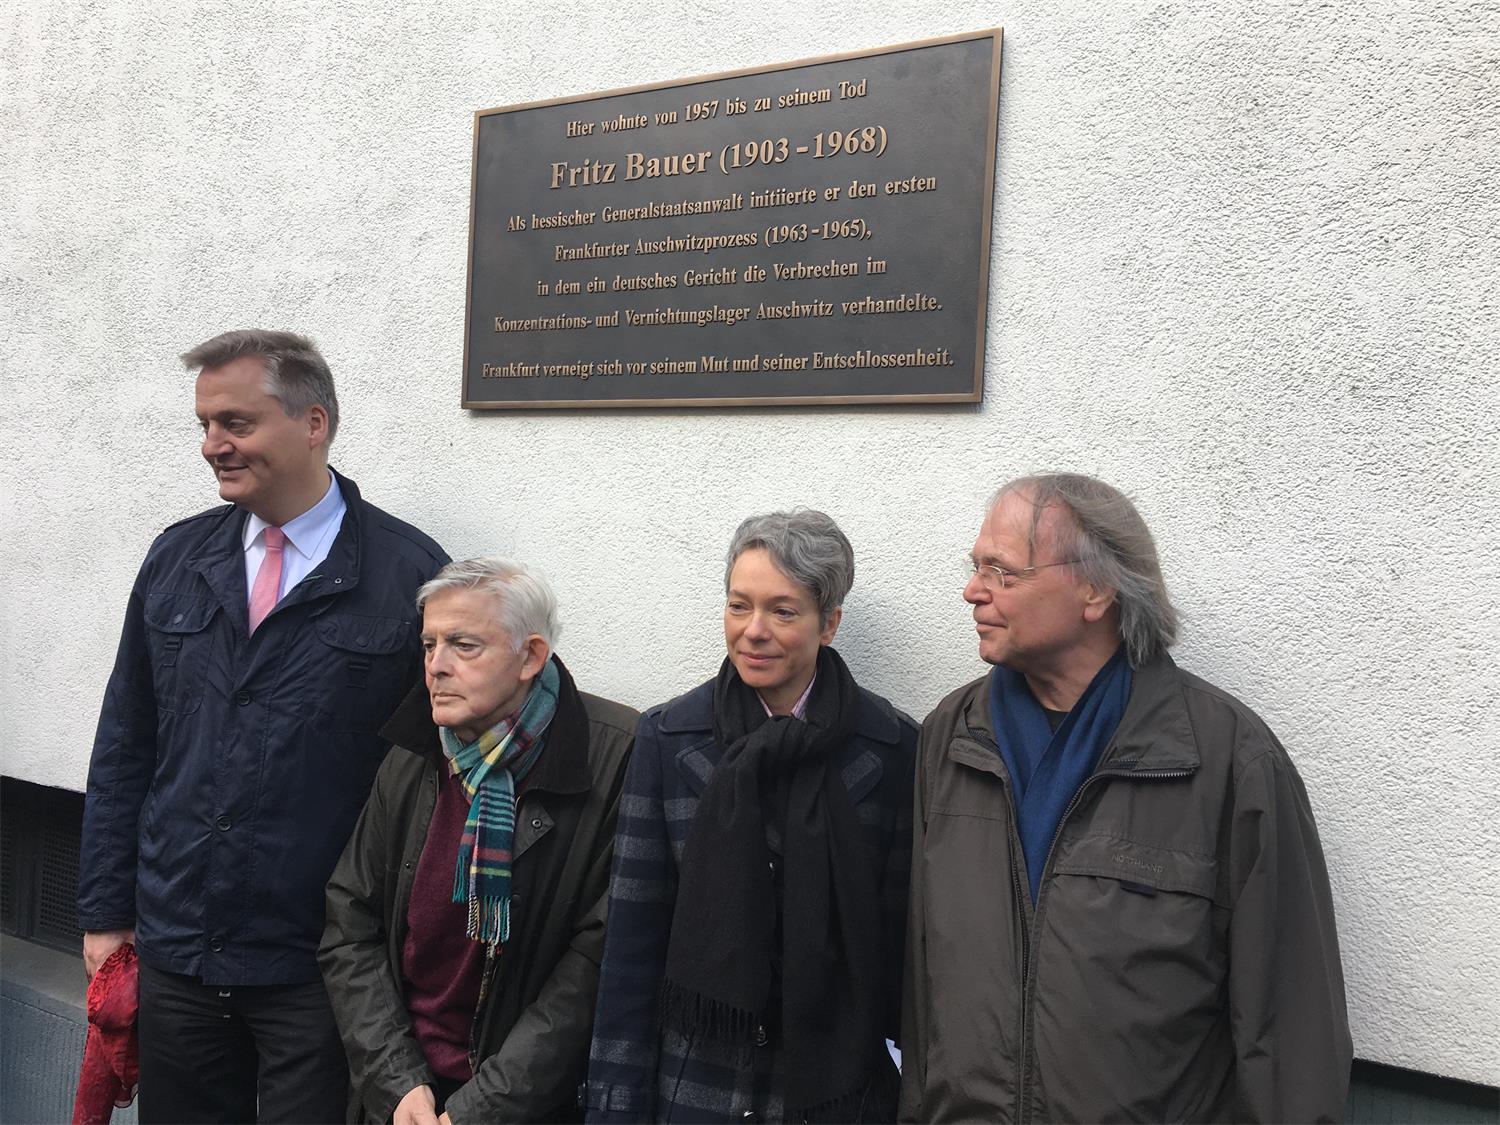 Hier wohnte von 1957 bis zu seinem Tod
Fritz Bauer (1903 - 1968)
Als hessischer Generalstaatsanwalt initiierte er den ersten
Frankfurter Auschwitzprozess (1963 - 1965),
in dem ein deutsches Gericht die Verbrechen im
Konzentrations- und Vernichtungslager Auschwitz verhandelte.
Frankfurt verneigt sich vor seinem Mut und seiner Entschlossenheit.
NORTHLAND